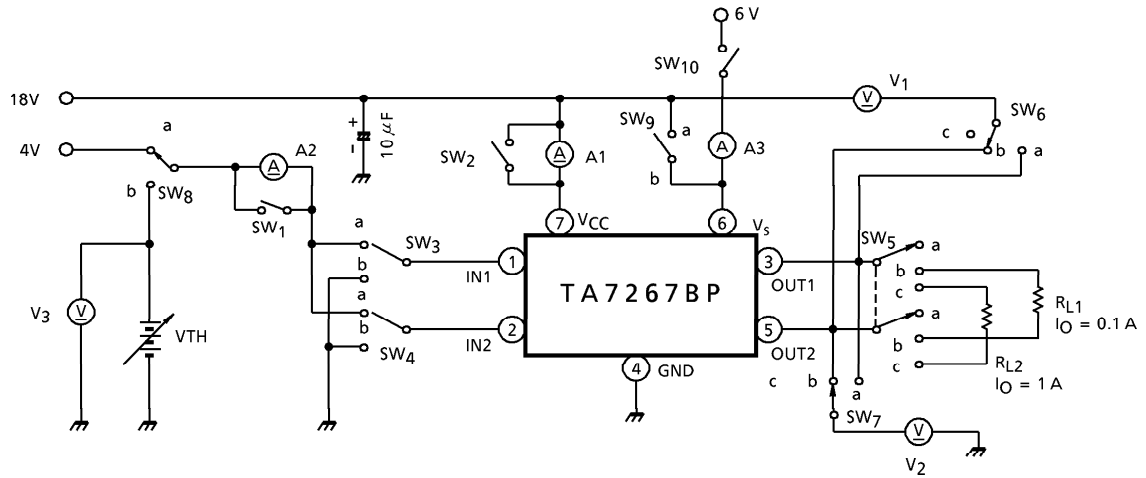 6 V
SW10
18V
V1
SW6
c
b
a
+
-
10 μF
SW2
A
A1
SW9
a
b
A
A3
V
4V
a
b
SW8
A
A2
SW1
a
SW3
b
a
b
SW4
7
VCC
6
Vs
1
IN1
2
IN2
TA7267BP
3
OUT1
5
OUT2
4
GND
SW5
a
b
c
a
b
c
RL1
IO = 0.1 A
RL2
IO = 1 A
V3
V
VTH
c
b
a
SW7
V
V2